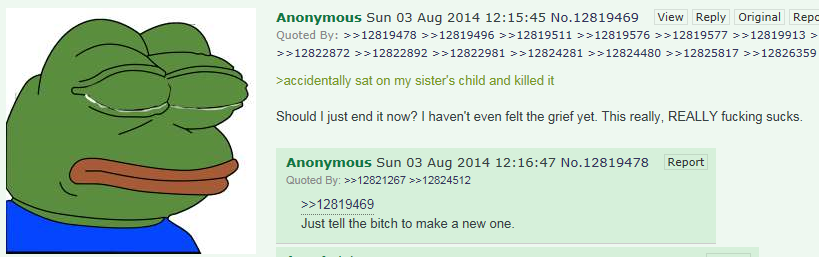 Anonymous Sun 03 Aug 2014 12:15:45 No.12819469 View Reply Original
Quoted By: >>12819478 >>12819496 >>12819511 >>12819576 >>12819577 >>12819913
>>12822872 >>12822892 >>12822981 >>12824281 >>12824480 >>12825817 >>12826359
>accidentally sat on my sister's child and killed it
Should I just end it now? I haven't even felt the grief yet. This really, REALLY fucking sucks.
Anonymous Sun 03 Aug 2014 12:16:47 No.12819478 Report
Quoted By: >>12821267 >>12824512
>>12819469
Just tell the bitch to make a new one.